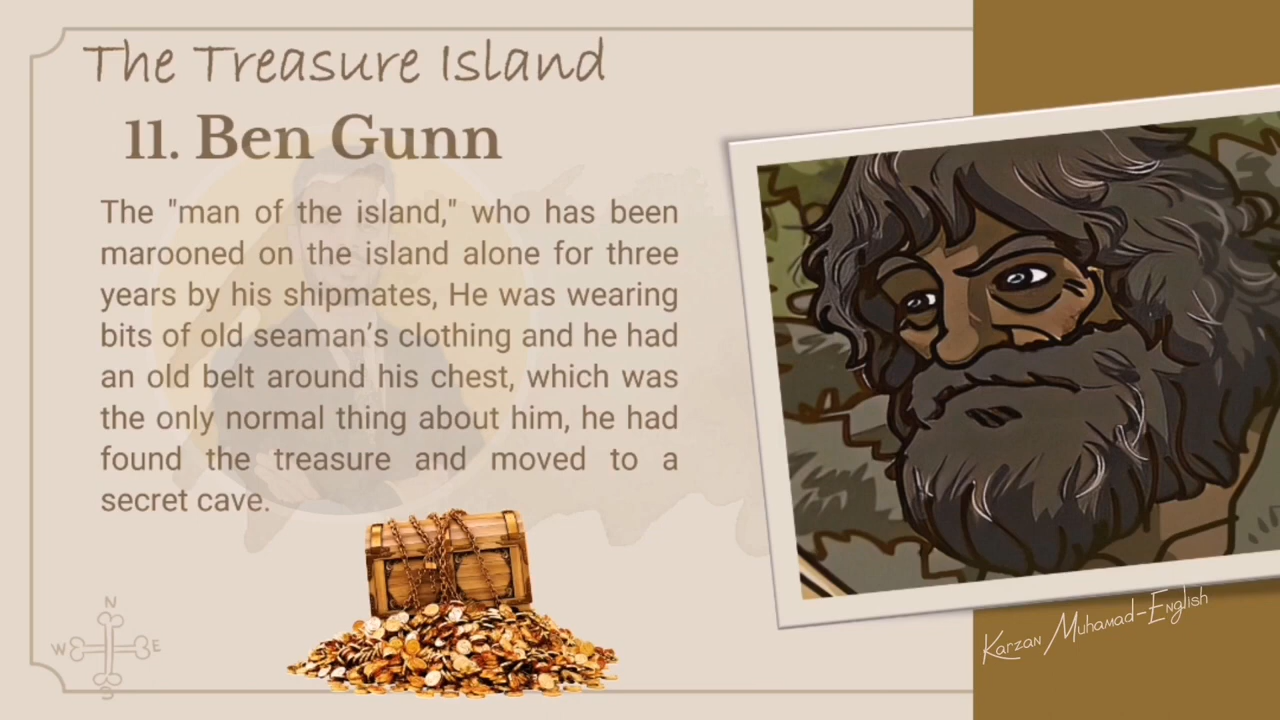 The Treasure Island
11. Ben Gunn
The "man of the island," who has been
marooned on the island alone for three
years by his shipmates, He was wearing
bits of old seaman’s clothing and he had
an old belt around his chest, which was
the only normal thing about him, he had
found the treasure and moved to a
secret cave.
N
W E
S
Karzan Muhamad-English